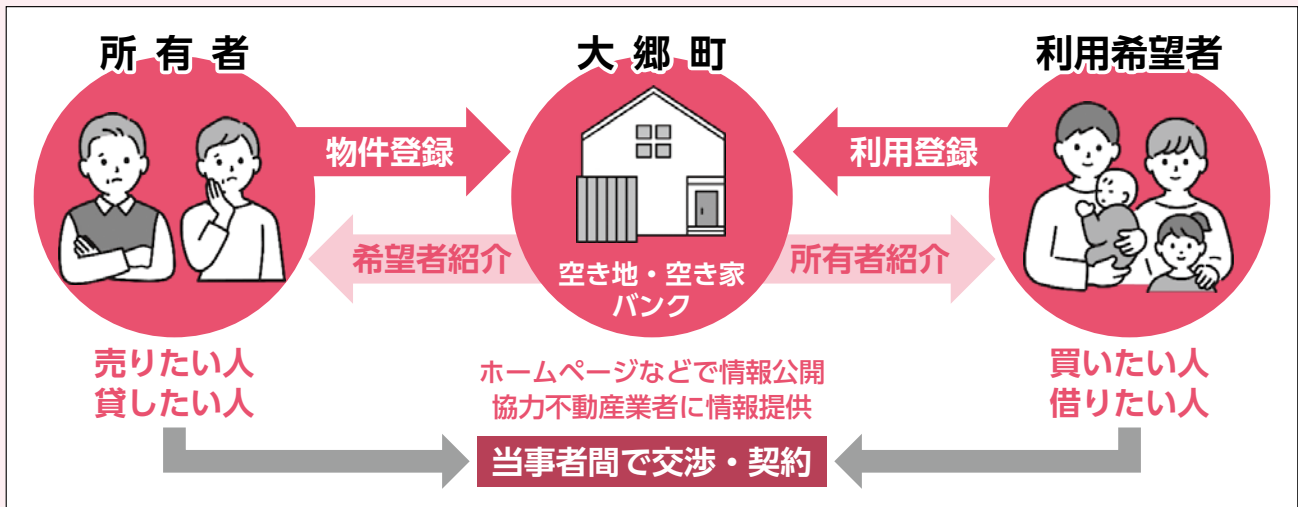 所有者
大郷町
利用希望者
物件登録
利用登録
希望者紹介
所有者紹介
空き地・空き家
バンク
売りたい人
貸したい人
ホームページなどで情報公開
協力不動産業者に情報提供
買いたい人
借りたい人
当事者間で交渉・契約